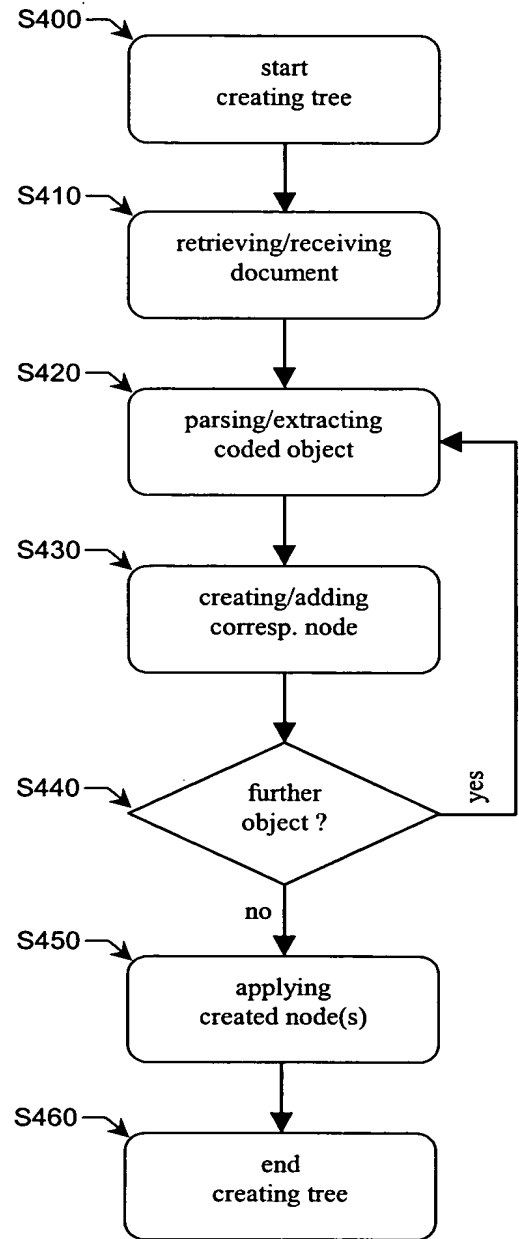 S400
start
creating tree
S410
retrieving/receiving
document
S420
parsing/extracting
coded object
S430
creating/adding
corresp. node
S440
further
object ?
yes
no
S450
applying
created node(s)
S460
end
creating tree